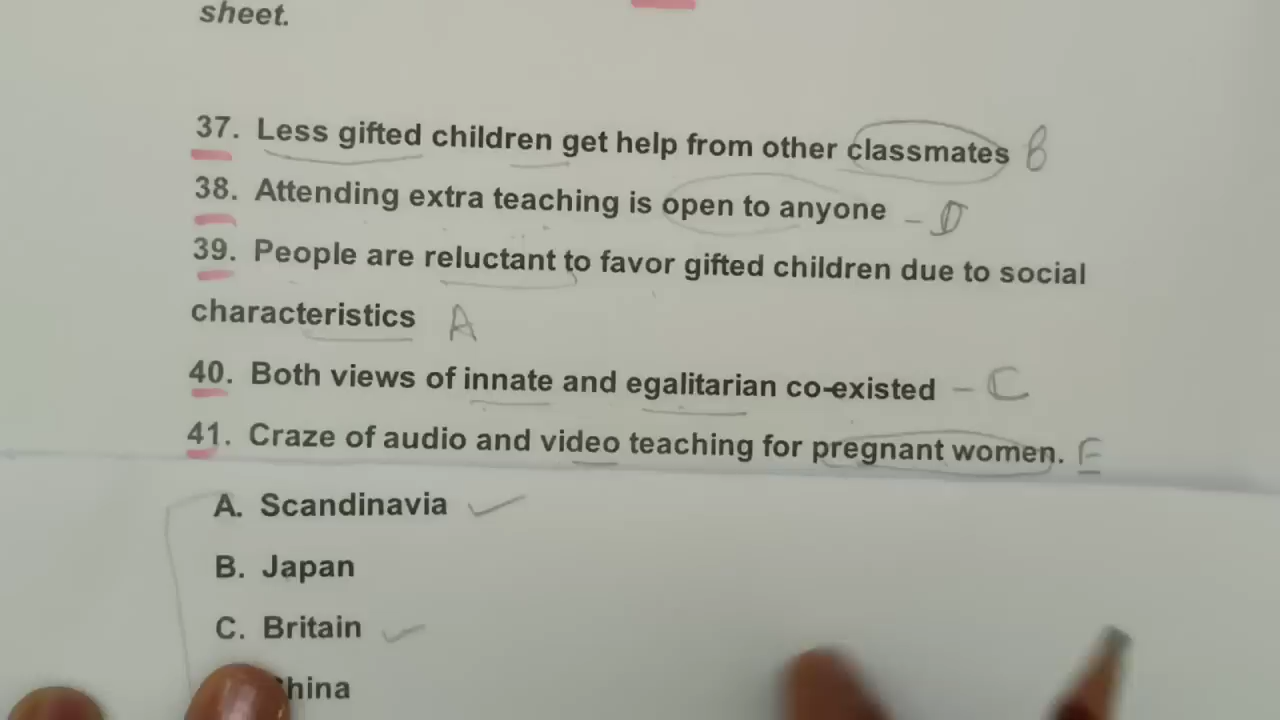 sheet.
37. Less gifted children get help from other classmates B
38. Attending extra teaching is open to anyone - D
39. People are reluctant to favor gifted children due to social
characteristics A
40. Both views of innate and egalitarian co-existed - C
41. Craze of audio and video teaching for pregnant women. E
A. Scandinavia
B. Japan
C. Britain
China